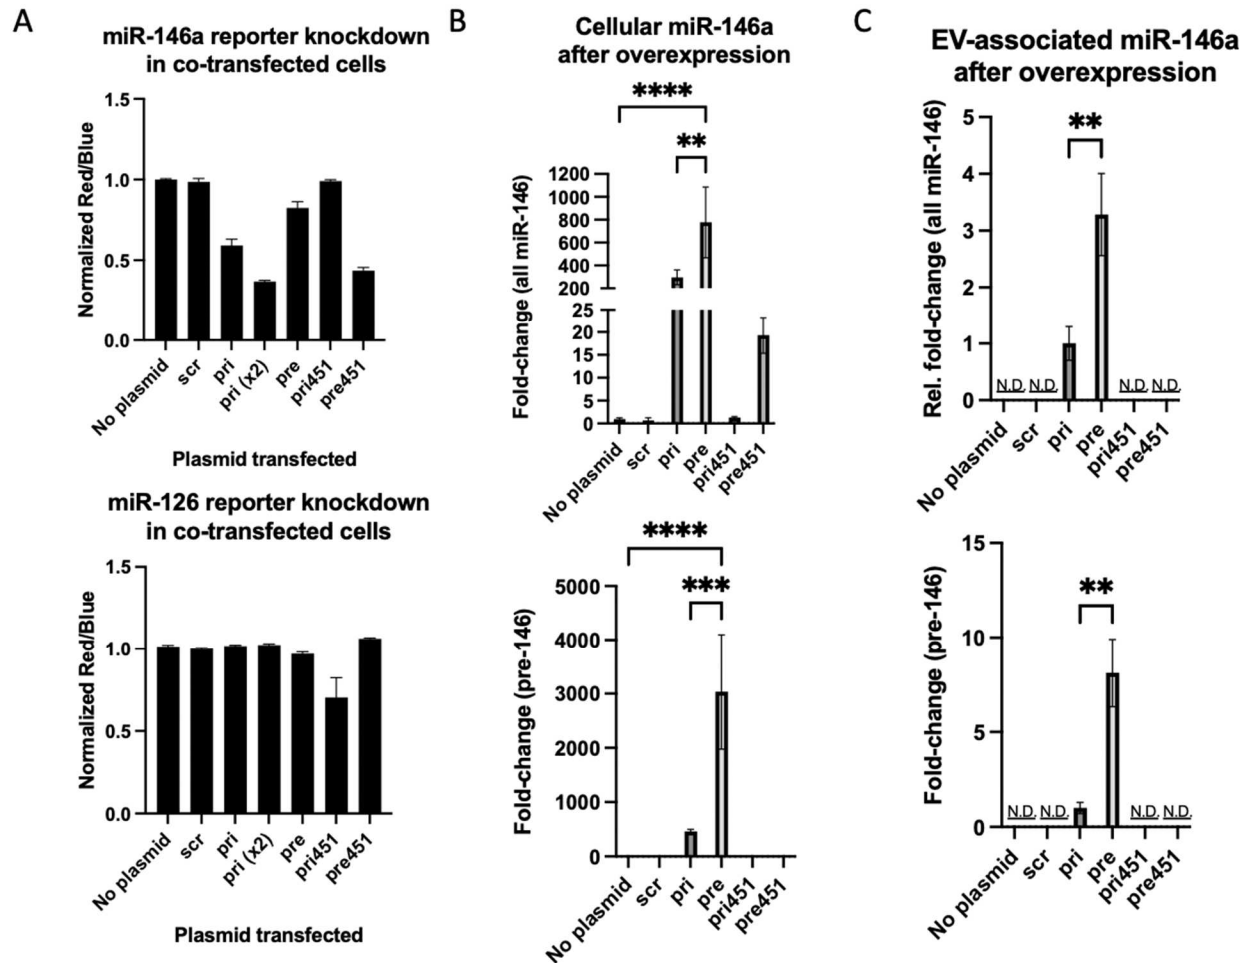 A
miR-146a reporter knockdown
in co-transfected cells
Normalized Red/Blue
1.5
1.0
0.5
0.0
No plasmid
scr
pri
pri (x2)
pre
pri451
pre451
Plasmid transfected
miR-126 reporter knockdown
in co-transfected cells
Normalized Red/Blue
1.5
1.0
0.5
0.0
No plasmid
scr
pri
pri (x2)
pre
pri451
pre451
Plasmid transfected
B
Cellular miR-146a
after overexpression
****
**
Fold-change (all miR-146)
1200
1000
800
600
400
200
25
20
15
10
5
0
No plasmid
scr
pri
pre
pri451
pre451
****
***
Fold-change (pre-146)
5000
4000
3000
2000
1000
0
No plasmid
scr
pri
pre
pri451
pre451
C
EV-associated miR-146a
after overexpression
**
Rel. fold-change (all miR-146)
5
4
3
2
1
0
N.D. N.D. N.D. N.D.
No plasmid
scr
pri
pre
pri451
pre451
**
Fold-change (pre-146)
15
10
5
0
N.D. N.D. N.D. N.D.
No plasmid
scr
pri
pre
pri451
pre451